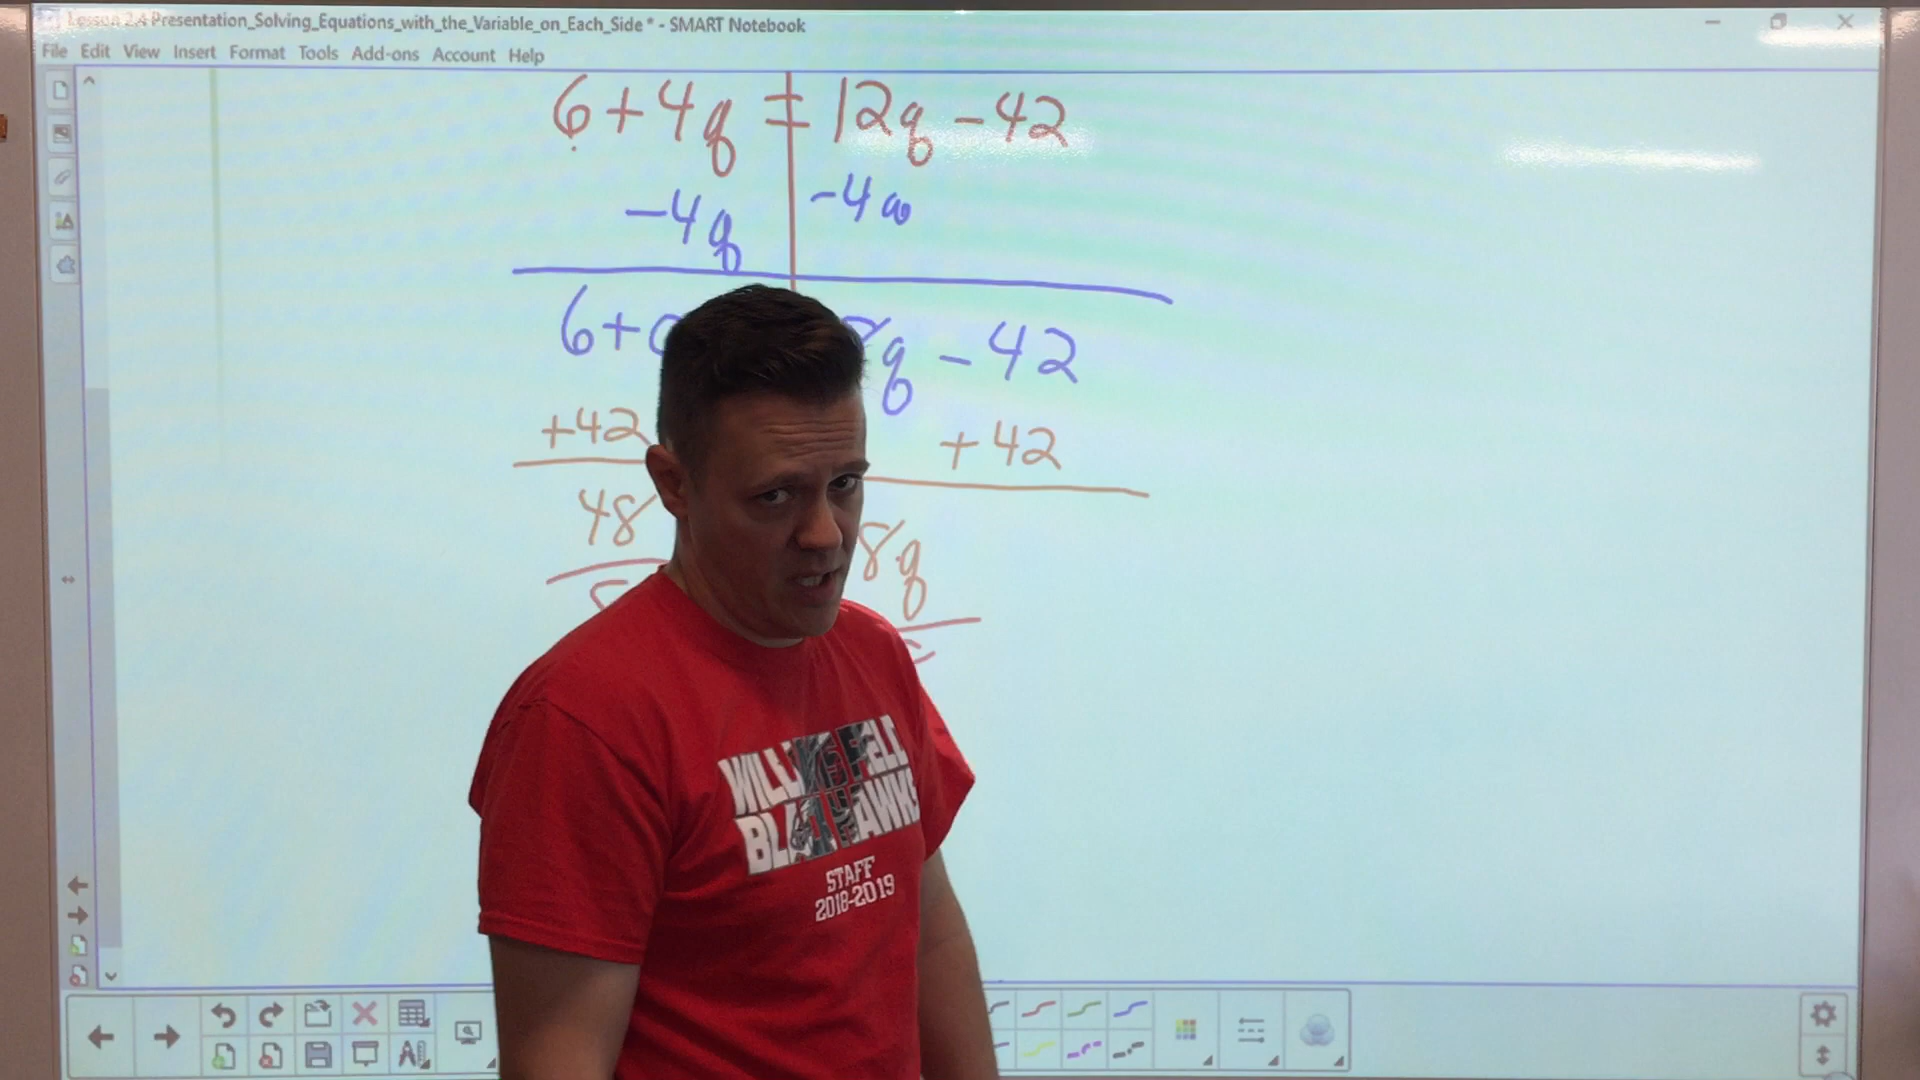 Lesson 2.4 Presentation_Solving_Equations_with_the_Variable_on_Each_Side * - SMART Notebook
File Edit View Insert Format Tools Add-ons Account Help
6+4q = 12q -42
-4q -4q
6+0 8q - 42
+42 +42
48 8q
WILLIAMSFIELD
BLACKHAWKS
STAFF
2018-2019